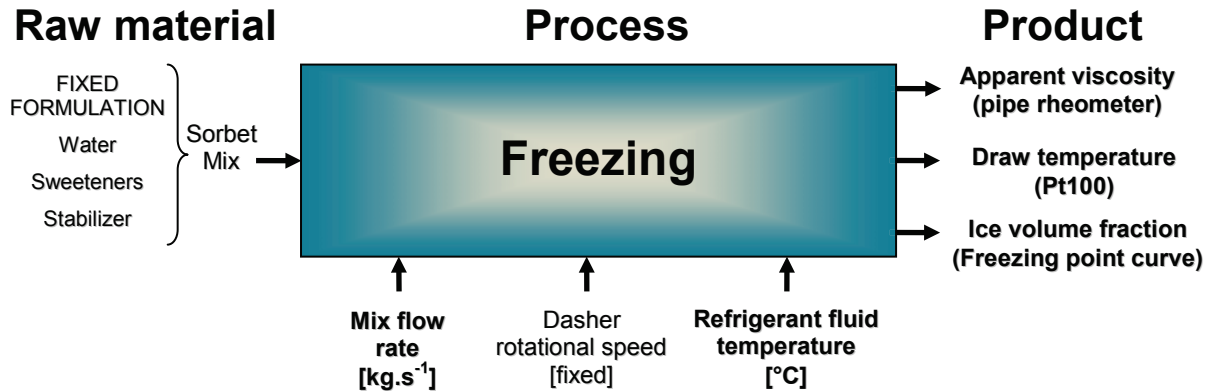 Raw material
Process
Product
FIXED
FORMULATION
Water
Sweeteners
Stabilizer
Sorbet
Mix
Freezing
Apparent viscosity
(pipe rheometer)
Draw temperature
(Pt100)
Ice volume fraction
(Freezing point curve)
Mix flow
rate
[kg.s⁻¹]
Dasher
rotational speed
[fixed]
Refrigerant fluid
temperature
[°C]